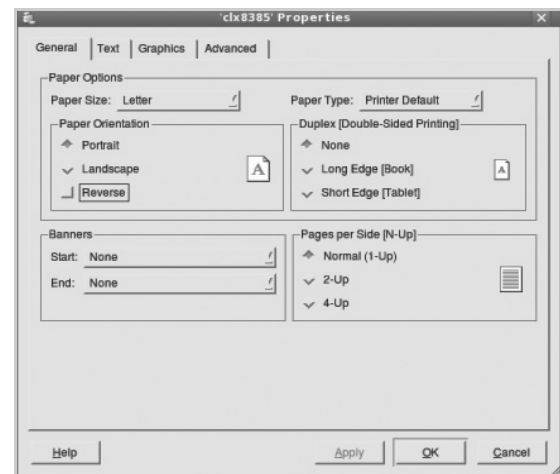 'clx8385' Properties
General Text Graphics Advanced
Paper Options
Paper Size: Letter
Paper Type: Printer Default
Paper Orientation
Portrait
Landscape
Reverse
A
Duplex [Double-Sided Printing]
None
Long Edge [Book]
Short Edge [Tablet]
A
Banners
Start: None
End: None
Pages per Side [N-Up]
Normal (1-Up)
2-Up
4-Up
Help Apply OK Cancel